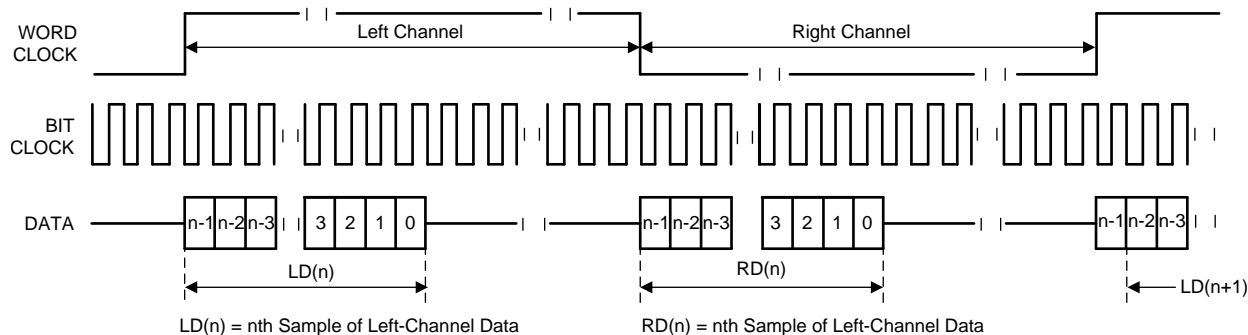 WORD
CLOCK
Left Channel
Right Channel
BIT
CLOCK
DATA
n-1 n-2 n-3 3 2 1 0 n-1 n-2 n-3 3 2 1 0 n-1 n-2 n-3
LD(n)
RD(n)
LD(n+1)
LD(n) = nth Sample of Left-Channel Data
RD(n) = nth Sample of Left-Channel Data